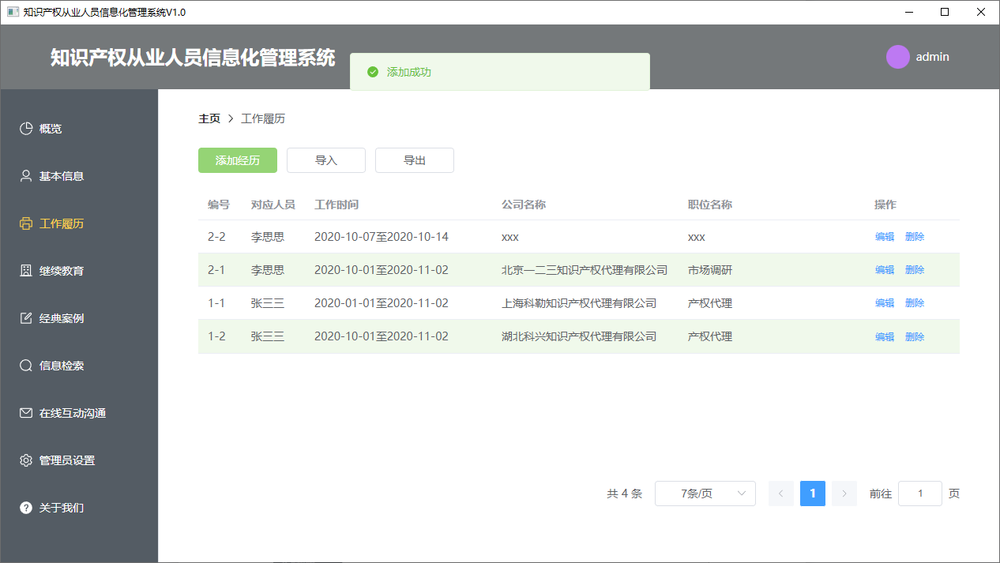 知识产权从业人员信息化管理系统V1.0
知识产权从业人员信息化管理系统
添加成功
admin
概览
基本信息
工作履历
继续教育
经典案例
信息检索
在线互动沟通
管理员设置
关于我们
主页 > 工作履历
添加经历 导入 导出
编号 对应人员 工作时间 公司名称 职位名称 操作
2-2 李思思 2020-10-07至2020-10-14 xxx xxx 编辑 删除
2-1 李思思 2020-10-01至2020-11-02 北京一二三知识产权代理有限公司 市场调研 编辑 删除
1-1 张三三 2020-01-01至2020-11-02 上海科勒知识产权代理有限公司 产权代理 编辑 删除
1-2 张三三 2020-10-01至2020-11-02 湖北科兴知识产权代理有限公司 产权代理 编辑 删除
共 4 条 7条/页 < 1 > 前往 1 页